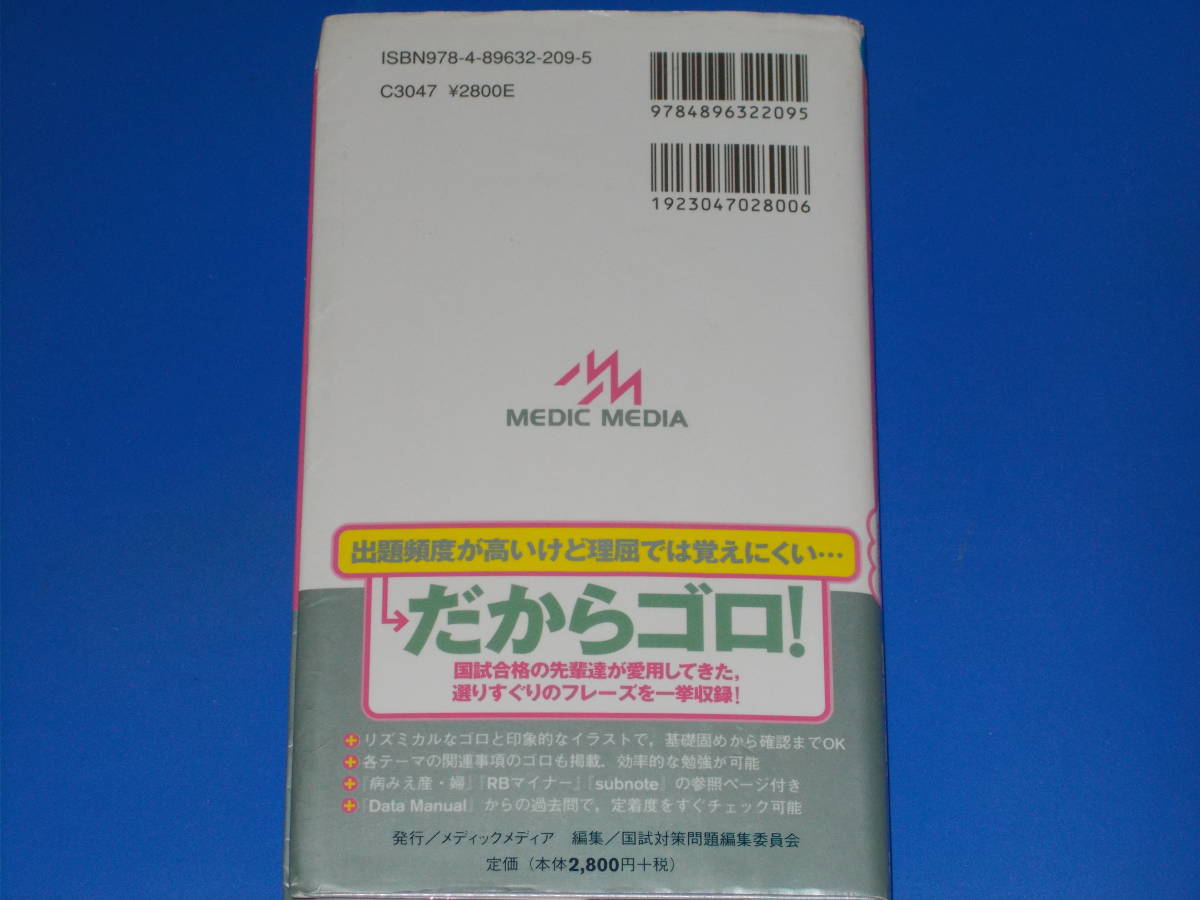 ISBN978-4-89632-209-5
C3047 ¥2800E
9784896322095
1923047028006
MEDIC MEDIA
出題頻度が高いけど理屈では覚えにくい…
だからゴロ!
国試合格の先輩達が愛用してきた,
選りすぐりのフレーズを一挙収録!
リズミカルなゴロと印象的なイラストで,基礎固めから確認までOK
各テーマの関連事項のゴロも掲載.効率的な勉強が可能
『病みえ産・婦』『RBマイナー』『subnote』の参照ページ付き
『Data Manual』からの過去問で,定着度をすぐチェック可能
発行/メディックメディア 編集/国試対策問題編集委員会
定価(本体2,800円+税)